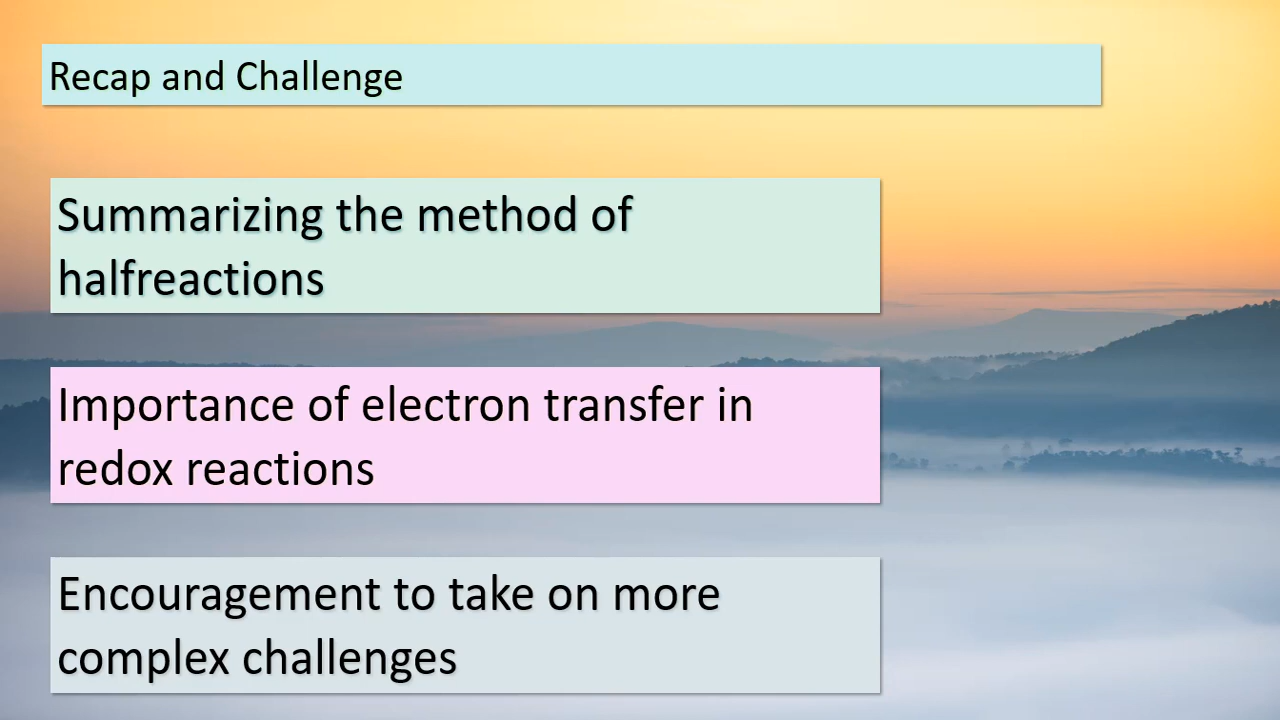 Recap and Challenge
Summarizing the method of
halfreactions
Importance of electron transfer in
redox reactions
Encouragement to take on more
complex challenges